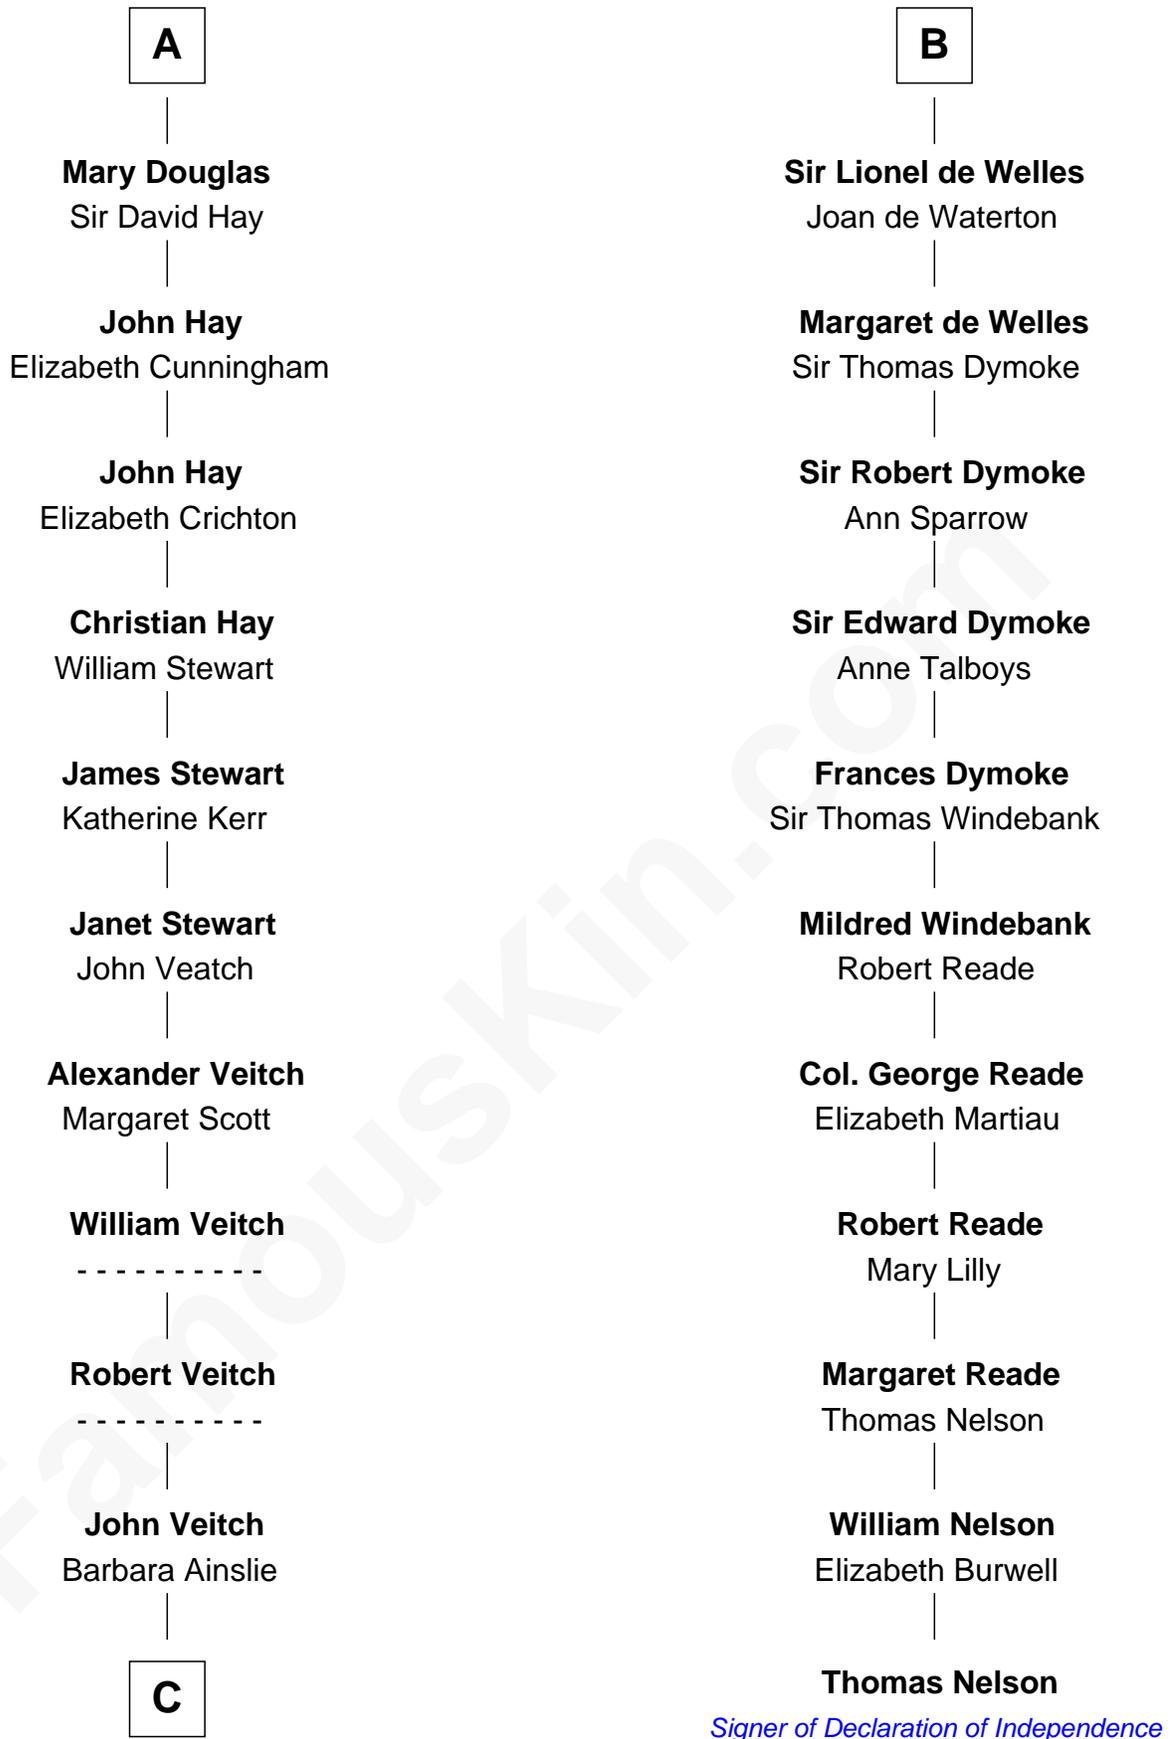 A
Mary Douglas
Sir David Hay
John Hay
Elizabeth Cunningham
John Hay
Elizabeth Crichton
Christian Hay
William Stewart
James Stewart
Katherine Kerr
Janet Stewart
John Veatch
Alexander Veitch
Margaret Scott
William Veitch
- - - - - - - - - -
Robert Veitch
- - - - - - - - - -
John Veitch
Barbara Ainslie
C
B
Sir Lionel de Welles
Joan de Waterton
Margaret de Welles
Sir Thomas Dymoke
Sir Robert Dymoke
Ann Sparrow
Sir Edward Dymoke
Anne Talboys
Frances Dymoke
Sir Thomas Windebank
Mildred Windebank
Robert Reade
Col. George Reade
Elizabeth Martiau
Robert Reade
Mary Lilly
Margaret Reade
Thomas Nelson
William Nelson
Elizabeth Burwell
Thomas Nelson
Signer of Declaration of Independence
FamousKin.com